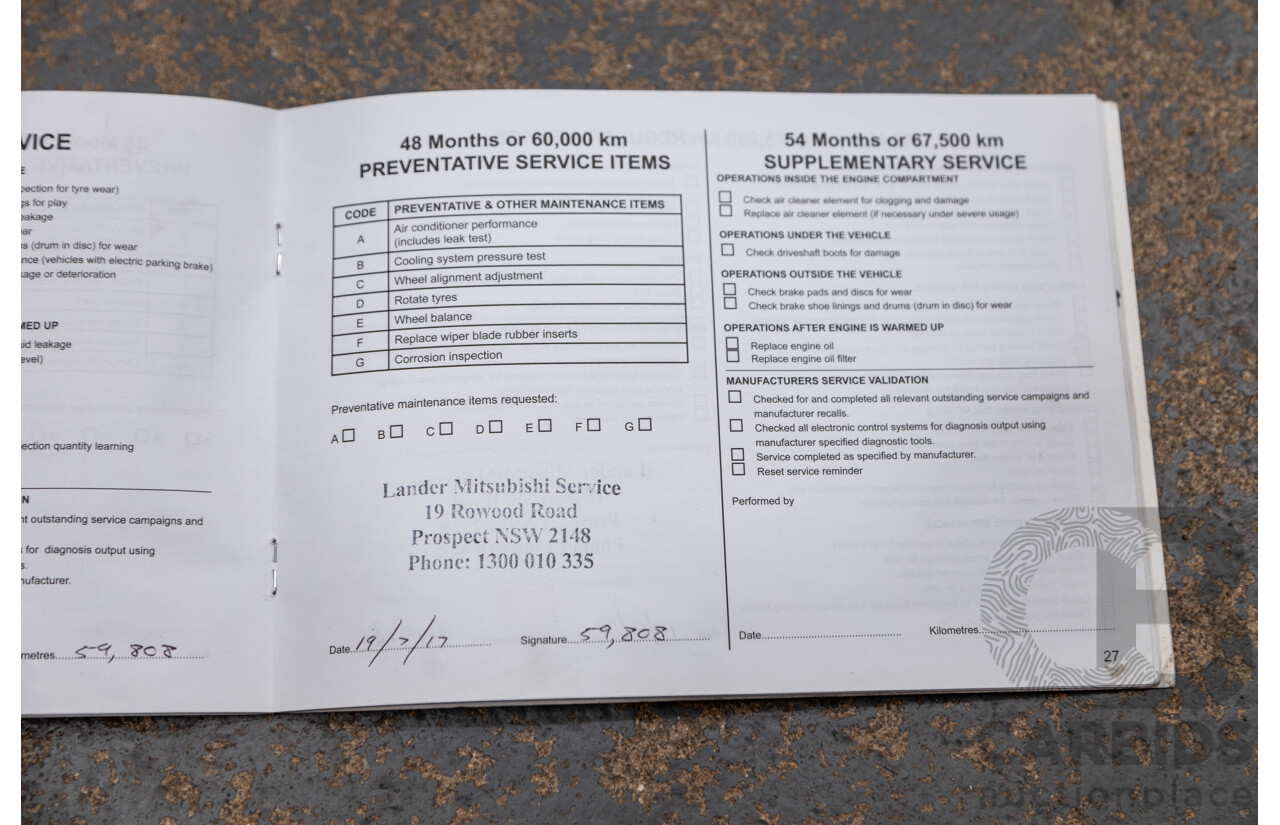 VICE
E
pection for tyre wear)
gs for play
eakage
ar
s (drum in disc) for wear
nce (vehicles with electric parking brake)
kage or deterioration
MED UP
id leakage
evel)
ection quantity learning
N
nt outstanding service campaigns and
for diagnosis output using
s.
nufacturer.
metres 59, 808
48 Months or 60,000 km
PREVENTATIVE SERVICE ITEMS
CODE PREVENTATIVE & OTHER MAINTENANCE ITEMS
A Air conditioner performance
(includes leak test)
B Cooling system pressure test
C Wheel alignment adjustment
D Rotate tyres
E Wheel balance
F Replace wiper blade rubber inserts
G Corrosion inspection
Preventative maintenance items requested:
A B C D E F G
Lander Mitsubishi Service
19 Rowood Road
Prospect NSW 2148
Phone: 1300 010 335
Date 19/7/17 Signature 59,808
54 Months or 67,500 km
SUPPLEMENTARY SERVICE
OPERATIONS INSIDE THE ENGINE COMPARTMENT
Check air cleaner element for clogging and damage
Replace air cleaner element (if necessary under severe usage)
OPERATIONS UNDER THE VEHICLE
Check driveshaft boots for damage
OPERATIONS OUTSIDE THE VEHICLE
Check brake pads and discs for wear
Check brake shoe linings and drums (drum in disc) for wear
OPERATIONS AFTER ENGINE IS WARMED UP
Replace engine oil
Replace engine oil filter
MANUFACTURERS SERVICE VALIDATION
Checked for and completed all relevant outstanding service campaigns and
manufacturer recalls.
Checked all electronic control systems for diagnosis output using
manufacturer specified diagnostic tools.
Service completed as specified by manufacturer.
Reset service reminder
Performed by
Date Kilometres
27
ALLBIDS
auctionplace